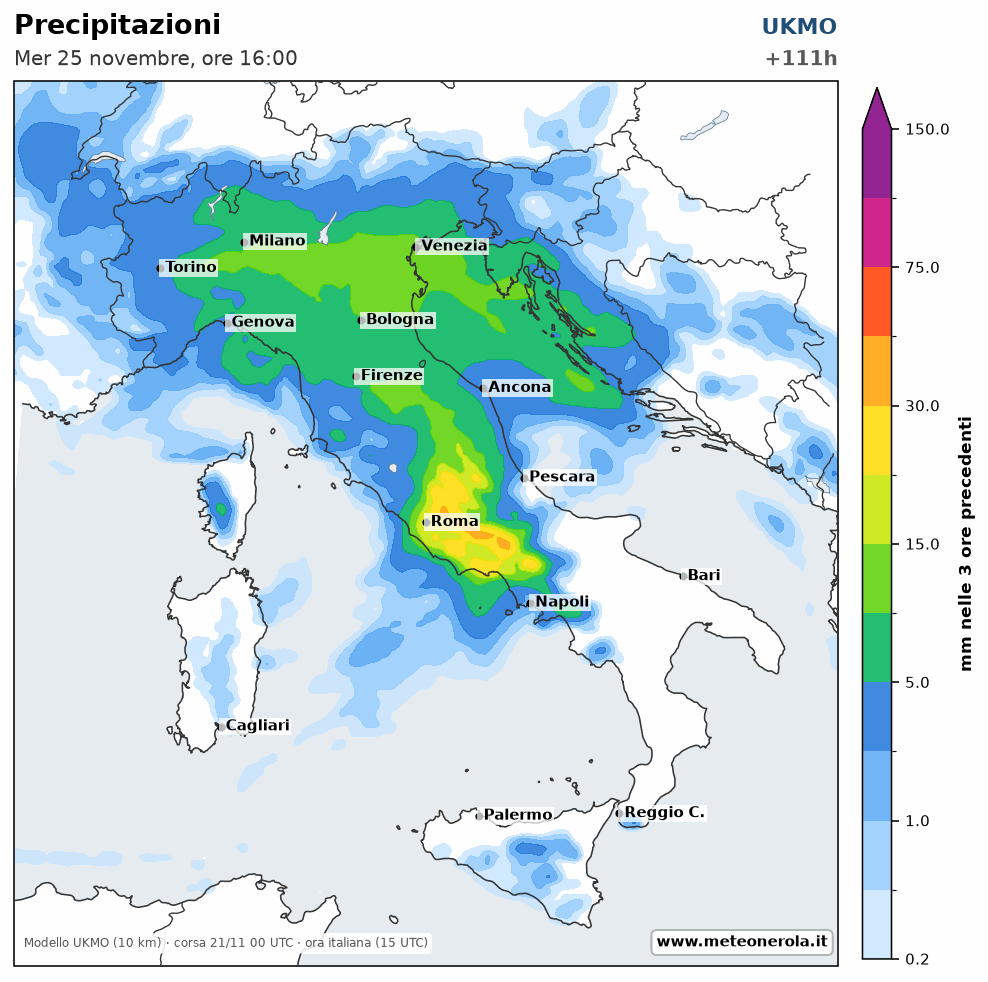 Precipitazioni
UKMO
Mer 25 novembre, ore 16:00
+111h
150.0
75.0
30.0
15.0
5.0
1.0
0.2
mm nelle 3 ore precedenti
Milano
Venezia
Torino
Genova
Bologna
Firenze
Ancona
Pescara
Roma
Bari
Napoli
Cagliari
Palermo
Reggio C.
Modello UKMO (10 km) · corsa 21/11 00 UTC · ora italiana (15 UTC)
www.meteonerola.it